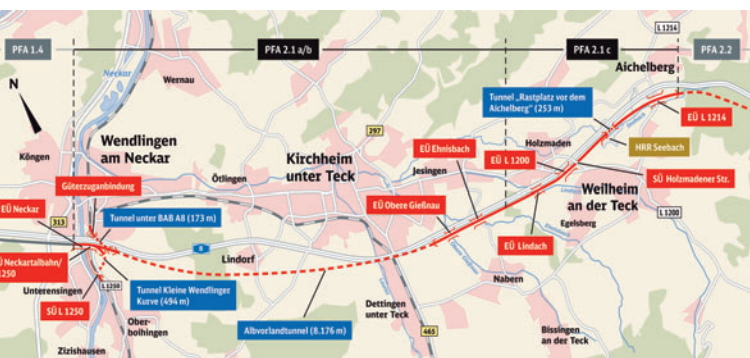 PFA 1.4
PFA 2.1 a/b
PFA 2.1 c
PFA 2.2
L 1214
Aichelberg
Neckar
Wernau
N
Tunnel „Rastplatz vor dem
Aichelberg“ (253 m)
EÜ L 1214
Wendlingen
am Neckar
297
EÜ Ehnisbach
Holzmaden
HRR Seebach
Köngen
Kirchheim
unter Teck
EÜ L 1200
Jesingen
SÜ Holzmadener Str.
Ötlingen
Güterzuganbindung
Weilheim
an der Teck
EÜ Neckar
EÜ Obere Gießnau
L 1200
313
Tunnel unter BAB A8 (173 m)
Egelsberg
8
EÜ Lindach
Lindorf
Ü Neckartalbahn/
1250
Nabern
Unterensingen
L 1250
Tunnel Kleine Wendlinger
Kurve (494 m)
SÜ L 1250
Dettingen
unter Teck
Ober-
boihingen
Albvorlandtunnel (8.176 m)
465
Bissingen
an der Teck
Zizishausen